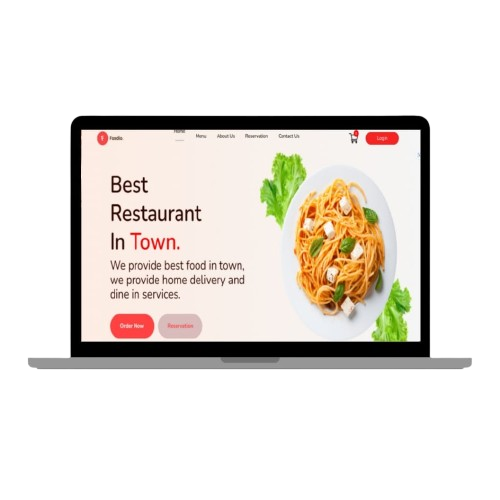 Foodie.
Home
Menu
About Us
Reservation
Contact Us
Login
Best
Restaurant
In Town.
We provide best food in town,
we provide home delivery and
dine in services.
Order Now
Reservation